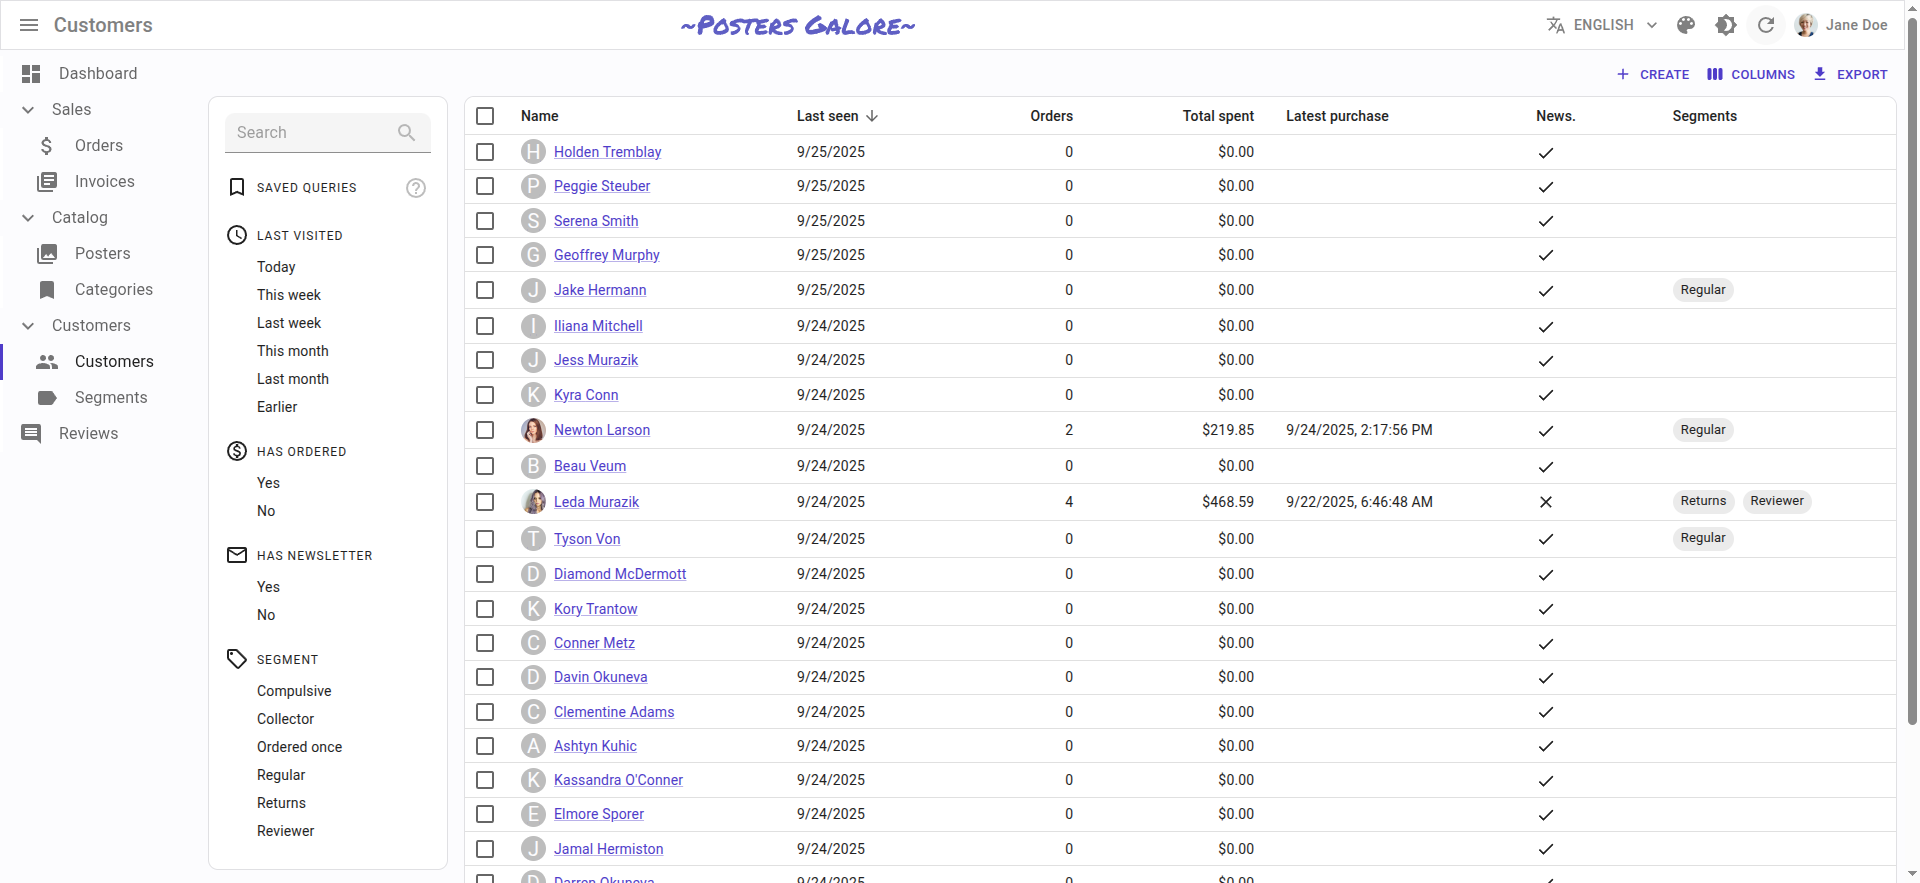 Customers
~Posters Galore~
ENGLISH
Jane Doe
Dashboard
Sales
Orders
Invoices
Catalog
Posters
Categories
Customers
Customers
Segments
Reviews
CREATE
COLUMNS
EXPORT
Search
SAVED QUERIES
?
LAST VISITED
Today
This week
Last week
This month
Last month
Earlier
HAS ORDERED
Yes
No
HAS NEWSLETTER
Yes
No
SEGMENT
Compulsive
Collector
Ordered once
Regular
Returns
Reviewer
Name Last seen Orders Total spent Latest purchase News. Segments
H Holden Tremblay 9/25/2025 0 $0.00
P Peggie Steuber 9/25/2025 0 $0.00
S Serena Smith 9/25/2025 0 $0.00
G Geoffrey Murphy 9/25/2025 0 $0.00
J Jake Hermann 9/25/2025 0 $0.00 Regular
I Iliana Mitchell 9/24/2025 0 $0.00
J Jess Murazik 9/24/2025 0 $0.00
K Kyra Conn 9/24/2025 0 $0.00
Newton Larson 9/24/2025 2 $219.85 9/24/2025, 2:17:56 PM Regular
B Beau Veum 9/24/2025 0 $0.00
Leda Murazik 9/24/2025 4 $468.59 9/22/2025, 6:46:48 AM Returns Reviewer
T Tyson Von 9/24/2025 0 $0.00 Regular
D Diamond McDermott 9/24/2025 0 $0.00
K Kory Trantow 9/24/2025 0 $0.00
C Conner Metz 9/24/2025 0 $0.00
D Davin Okuneva 9/24/2025 0 $0.00
C Clementine Adams 9/24/2025 0 $0.00
A Ashtyn Kuhic 9/24/2025 0 $0.00
K Kassandra O'Conner 9/24/2025 0 $0.00
E Elmore Sporer 9/24/2025 0 $0.00
J Jamal Hermiston 9/24/2025 0 $0.00
D Darren Okuneva 9/24/2025 0 $0.00